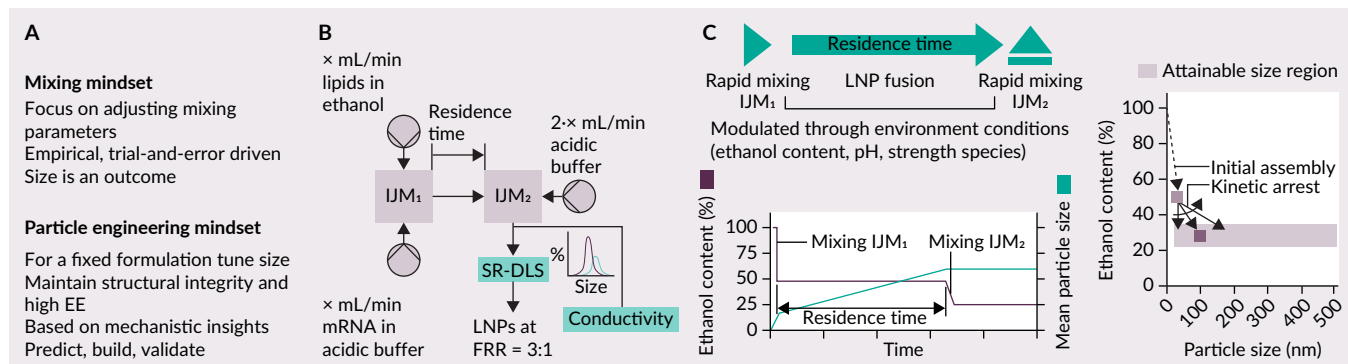 A
Mixing mindset
Focus on adjusting mixing
parameters
Empirical, trial-and-error driven
Size is an outcome
Particle engineering mindset
For a fixed formulation tune size
Maintain structural integrity and
high EE
Based on mechanistic insights
Predict, build, validate
B
× mL/min
lipids in
ethanol
Residence
time
2·× mL/min
acidic
buffer
IJM₁
IJM₂
%
Size
SR-DLS
Conductivity
× mL/min
mRNA in
acidic buffer
LNPs at
FRR = 3:1
C
Residence time
Rapid mixing
IJM₁
LNP fusion
Rapid mixing
IJM₂
Modulated through environment conditions
(ethanol content, pH, strength species)
Ethanol content (%)
100
75
50
25
0
Mixing IJM₁
Mixing IJM₂
Residence time
Time
Mean particle size
Attainable size region
Ethanol content (%)
100
80
60
40
20
0
Initial assembly
Kinetic arrest
0 100 200 300 400 500
Particle size (nm)